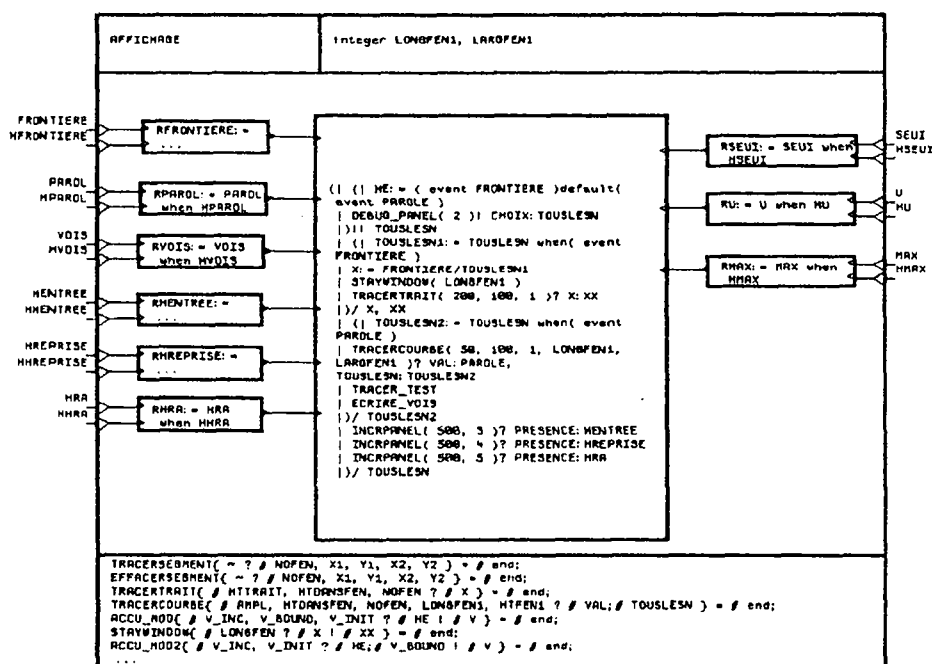 AFFICHAGE
integer LONGFEN1, LARGFEN1
FRONTIERE
HFRONTIERE
RFRONTIERE: =
...
PAROL
HPAROL
RPAROL: = PAROL
when HPAROL
VOIS
HVOIS
RVOIS: = VOIS
when HVOIS
HENTREE
HHENTREE
RHENTREE: =
...
HREPRISE
HHREPRISE
RHREPRISE: =
...
HRA
HHRA
RHRA: = HRA
when HHRA
(| (| HE: = ( event FRONTIERE )default(
event PAROLE )
| DEBUG_PANEL( 2 )! CHOIX: TOUSLESN
|)!! TOUSLESN
| (| TOUSLESN1: = TOUSLESN when( event
FRONTIERE )
| X: = FRONTIERE/TOUSLESN1
| STAYWINDOW( LONGFEN1 )
| TRACERTRAIT( 200, 100, 1 )? X: XX
|)/ X, XX
| (| TOUSLESN2: = TOUSLESN when( event
PAROLE )
| TRACERCOURBE( 50, 100, 1, LONGFEN1,
LARGFEN1 )? VAL: PAROLE,
TOUSLESN: TOUSLESN2
| TRACER_TEST
| ECRIRE_VOIS
|)/ TOUSLESN2
| INCRPANEL( 500, 3 )? PRESENCE: HENTREE
| INCRPANEL( 500, 4 )? PRESENCE: HREPRISE
| INCRPANEL( 500, 5 )? PRESENCE: HRA
|)/ TOUSLESN
SEUI
HSEUI
RSEUI: = SEUI when
HSEUI
U
HU
RU: = U when HU
MAX
HMAX
RMAX: = MAX when
HMAX
TRACERSEGMENT{ ~ ? # NOFEN, X1, Y1, X2, Y2 } = # end;
EFFACERSEGMENT{ ~ ? # NOFEN, X1, Y1, X2, Y2 } = # end;
TRACERTRAIT{ # HTTRAIT, HTDANSFEN, NOFEN ? # X } = # end;
TRACERCOURBE{ # AMPL, HTDANSFEN, NOFEN, LONGFEN1, HTFEN1 ? # VAL; # TOUSLESN } = # end;
ACCU_MOD{ # V_INC, V_BOUND, V_INIT ? # HE ! # V } = # end;
STAYWINDOW{ # LONGFEN ? # X ! # XX } = # end;
ACCU_MOD2{ # V_INC, V_INIT ? # HE; # V_BOUND ! # V } = # end;
...